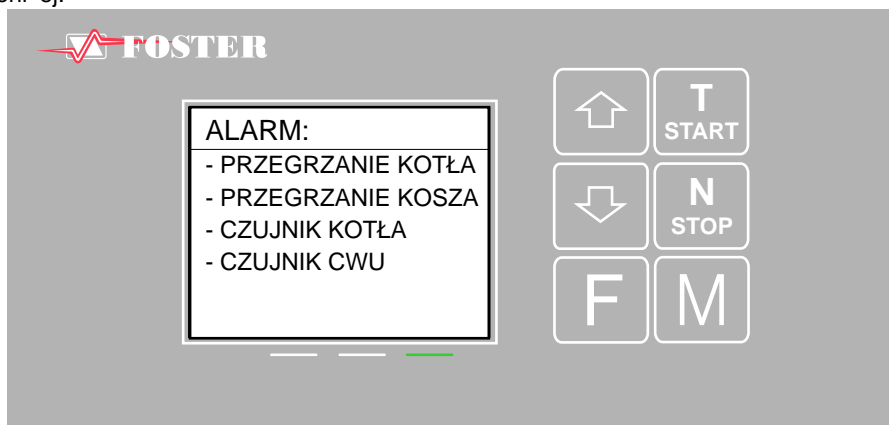 FOSTER
ALARM:
- PRZEGRZANIE KOTŁA
- PRZEGRZANIE KOSZA
- CZUJNIK KOTŁA
- CZUJNIK CWU
T
START
N
STOP
F
M